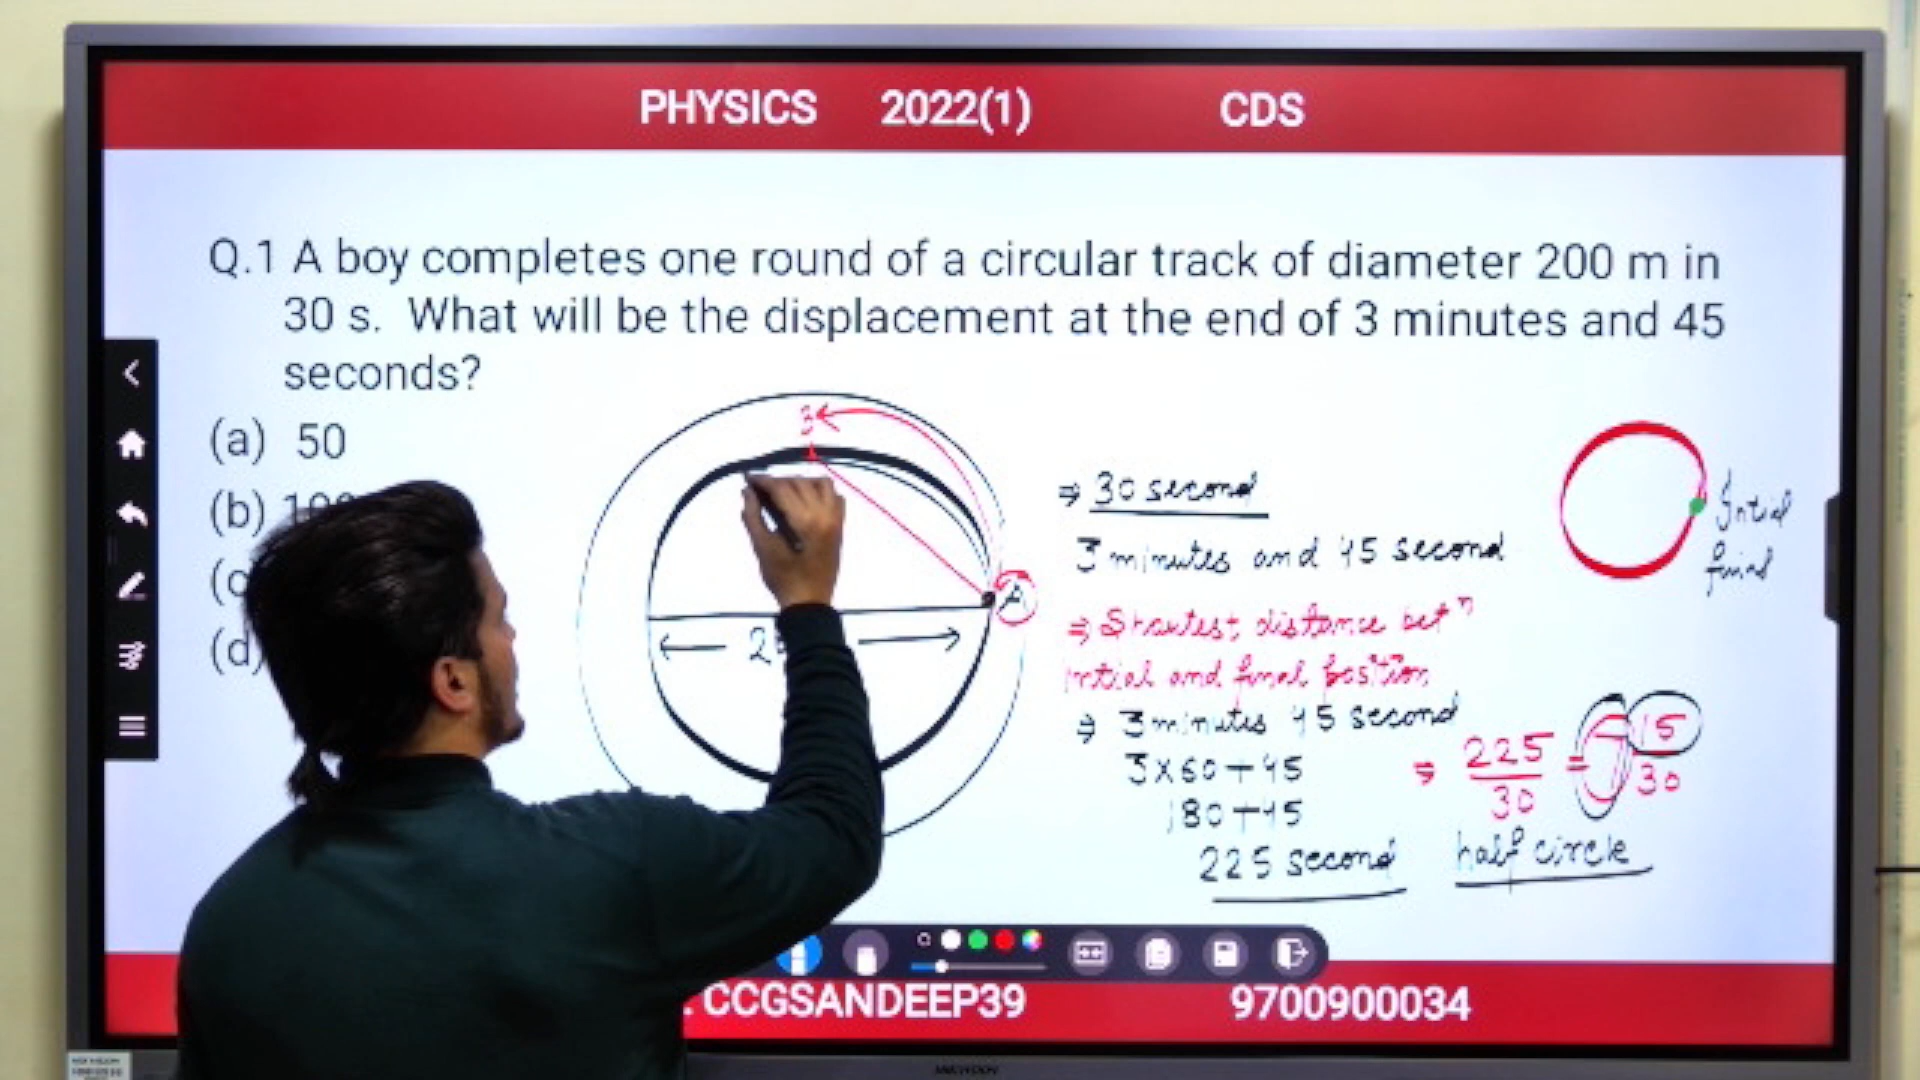 PHYSICS 2022(1) CDS
Q.1 A boy completes one round of a circular track of diameter 200 m in
30 s. What will be the displacement at the end of 3 minutes and 45
seconds?
(a) 50
(b)
(d)
A
⇒ 30 second
3 minutes and 45 second
⇒ Shautest distance betⁿ
intial and final position
⇒ 3 minutes 45 second
3×60+45
180+45
225 second
⇒ 225/30 = 15/30
half circle
Intial
final
CCGSANDEEP39
9700900034